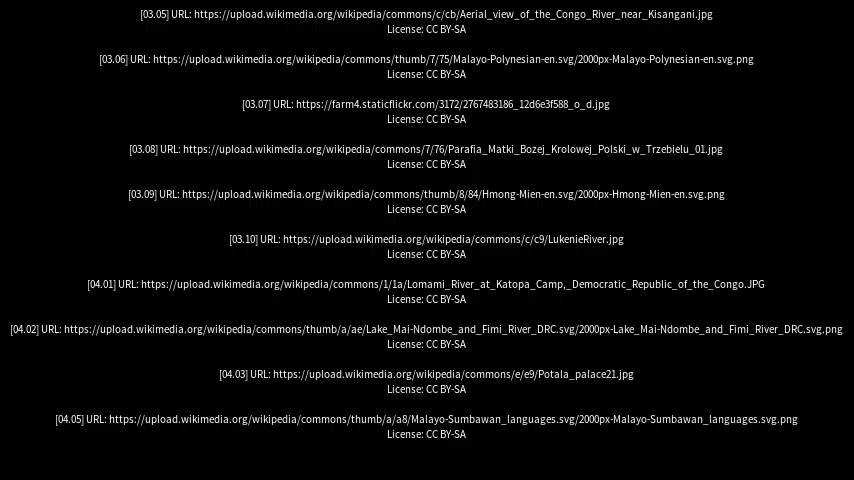 [03.05] URL: https://upload.wikimedia.org/wikipedia/commons/c/cb/Aerial_view_of_the_Congo_River_near_Kisangani.jpg
License: CC BY-SA
[03.06] URL: https://upload.wikimedia.org/wikipedia/commons/thumb/7/75/Malayo-Polynesian-en.svg/2000px-Malayo-Polynesian-en.svg.png
License: CC BY-SA
[03.07] URL: https://farm4.staticflickr.com/3172/2767483186_12d6e3f588_o_d.jpg
License: CC BY-SA
[03.08] URL: https://upload.wikimedia.org/wikipedia/commons/7/76/Parafia_Matki_Bozej_Krolowej_Polski_w_Trzebielu_01.jpg
License: CC BY-SA
[03.09] URL: https://upload.wikimedia.org/wikipedia/commons/thumb/8/84/Hmong-Mien-en.svg/2000px-Hmong-Mien-en.svg.png
License: CC BY-SA
[03.10] URL: https://upload.wikimedia.org/wikipedia/commons/c/c9/LukenieRiver.jpg
License: CC BY-SA
[04.01] URL: https://upload.wikimedia.org/wikipedia/commons/1/1a/Lomami_River_at_Katopa_Camp,_Democratic_Republic_of_the_Congo.JPG
License: CC BY-SA
[04.02] URL: https://upload.wikimedia.org/wikipedia/commons/thumb/a/ae/Lake_Mai-Ndombe_and_Fimi_River_DRC.svg/2000px-Lake_Mai-Ndombe_and_Fimi_River_DRC.svg.png
License: CC BY-SA
[04.03] URL: https://upload.wikimedia.org/wikipedia/commons/e/e9/Potala_palace21.jpg
License: CC BY-SA
[04.05] URL: https://upload.wikimedia.org/wikipedia/commons/thumb/a/a8/Malayo-Sumbawan_languages.svg/2000px-Malayo-Sumbawan_languages.svg.png
License: CC BY-SA